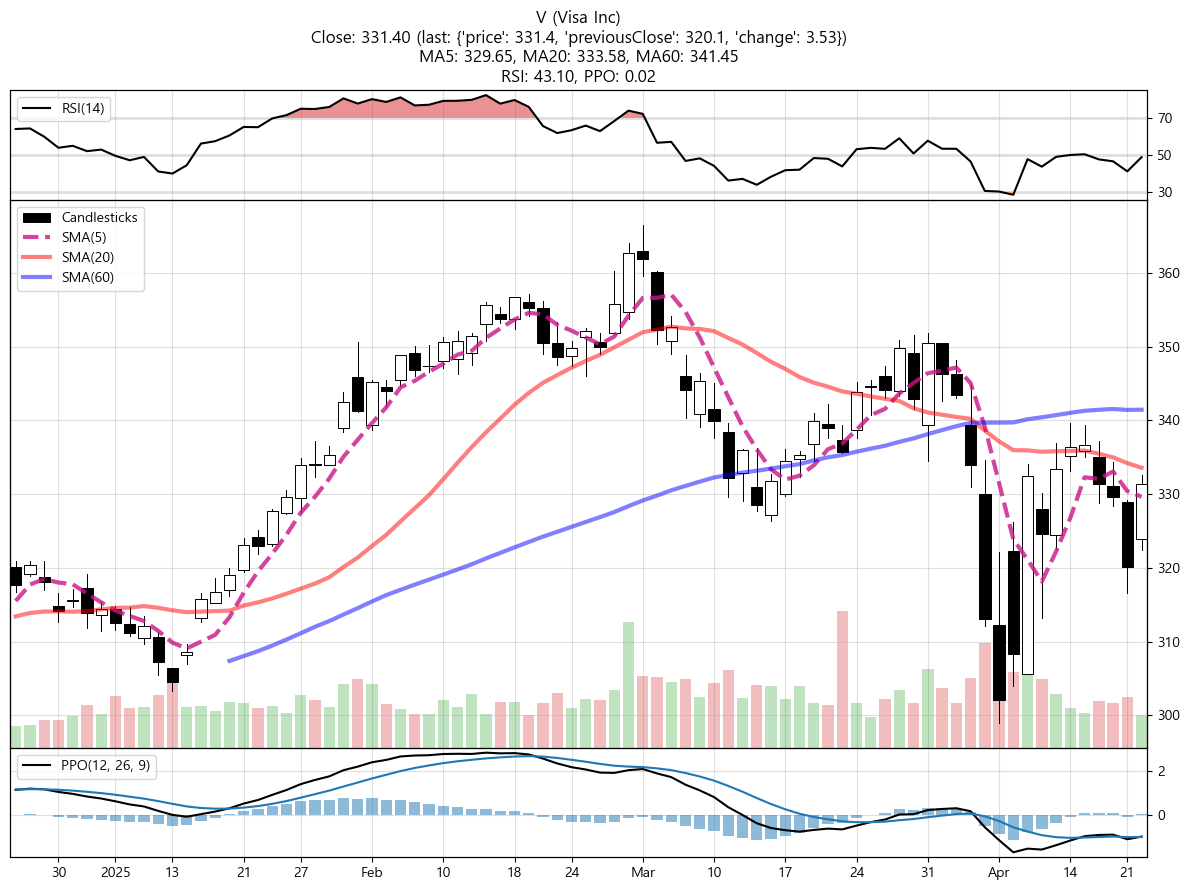 V (Visa Inc)
Close: 331.40 (last: {'price': 331.4, 'previousClose': 320.1, 'change': 3.53})
MA5: 329.65, MA20: 333.58, MA60: 341.45
RSI: 43.10, PPO: 0.02
RSI(14)
70
50
30
Candlesticks
SMA(5)
SMA(20)
SMA(60)
360
350
340
330
320
310
300
PPO(12, 26, 9)
2
0
30 2025 13 21 27 Feb 10 18 24 Mar 10 17 24 31 Apr 14 21